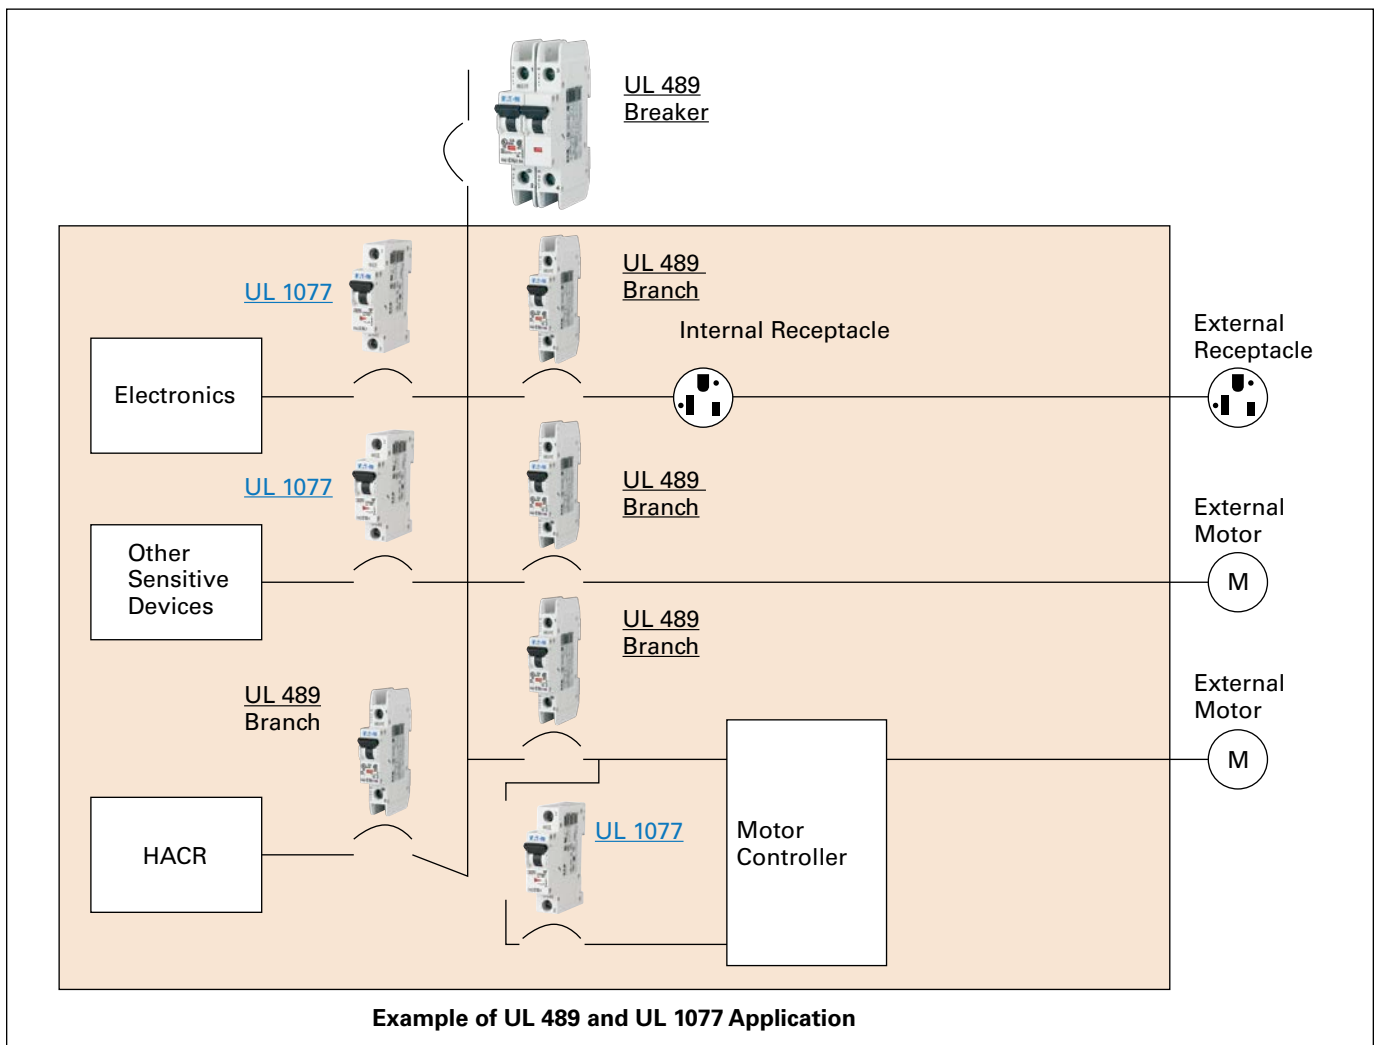 UL 489
Breaker
UL 1077
UL 489
Branch
Internal Receptacle
External
Receptacle
Electronics
UL 1077
UL 489
Branch
External
Motor
Other
Sensitive
Devices
M
UL 489
Branch
UL 489
Branch
External
Motor
M
HACR
UL 1077
Motor
Controller
Example of UL 489 and UL 1077 Application